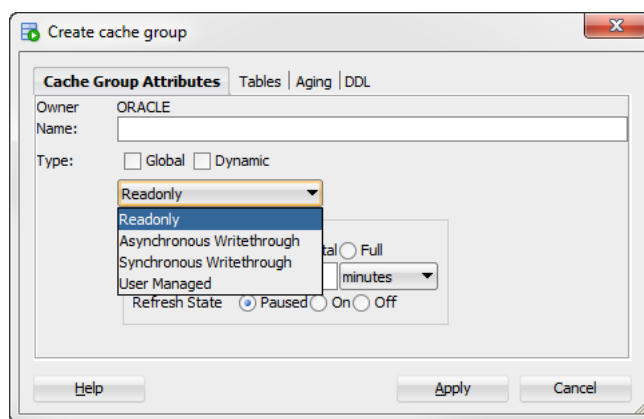 Create cache group
Cache Group Attributes Tables Aging DDL
Owner ORACLE
Name:
Type: Global Dynamic
Readonly
Readonly
Asynchronous Writethrough
Full
Synchronous Writethrough
minutes
User Managed
Refresh State Paused On Off
Help Apply Cancel